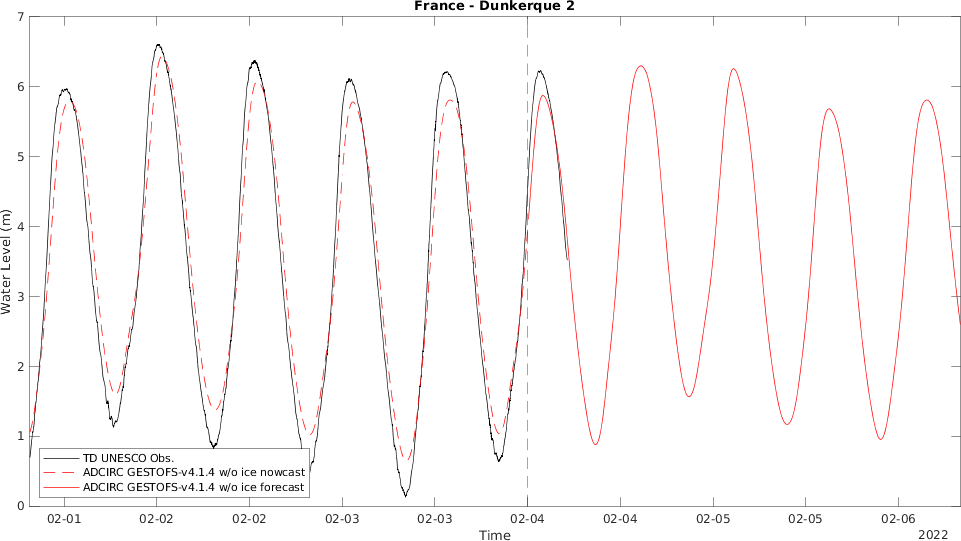 France - Dunkerque 2
7
6
5
4
3
2
1
0
Water Level (m)
TD UNESCO Obs.
ADCIRC GESTOFS-v4.1.4 w/o ice nowcast
ADCIRC GESTOFS-v4.1.4 w/o ice forecast
02-01 02-02 02-02 02-03 02-03 02-04 02-04 02-05 02-05 02-06
Time
2022